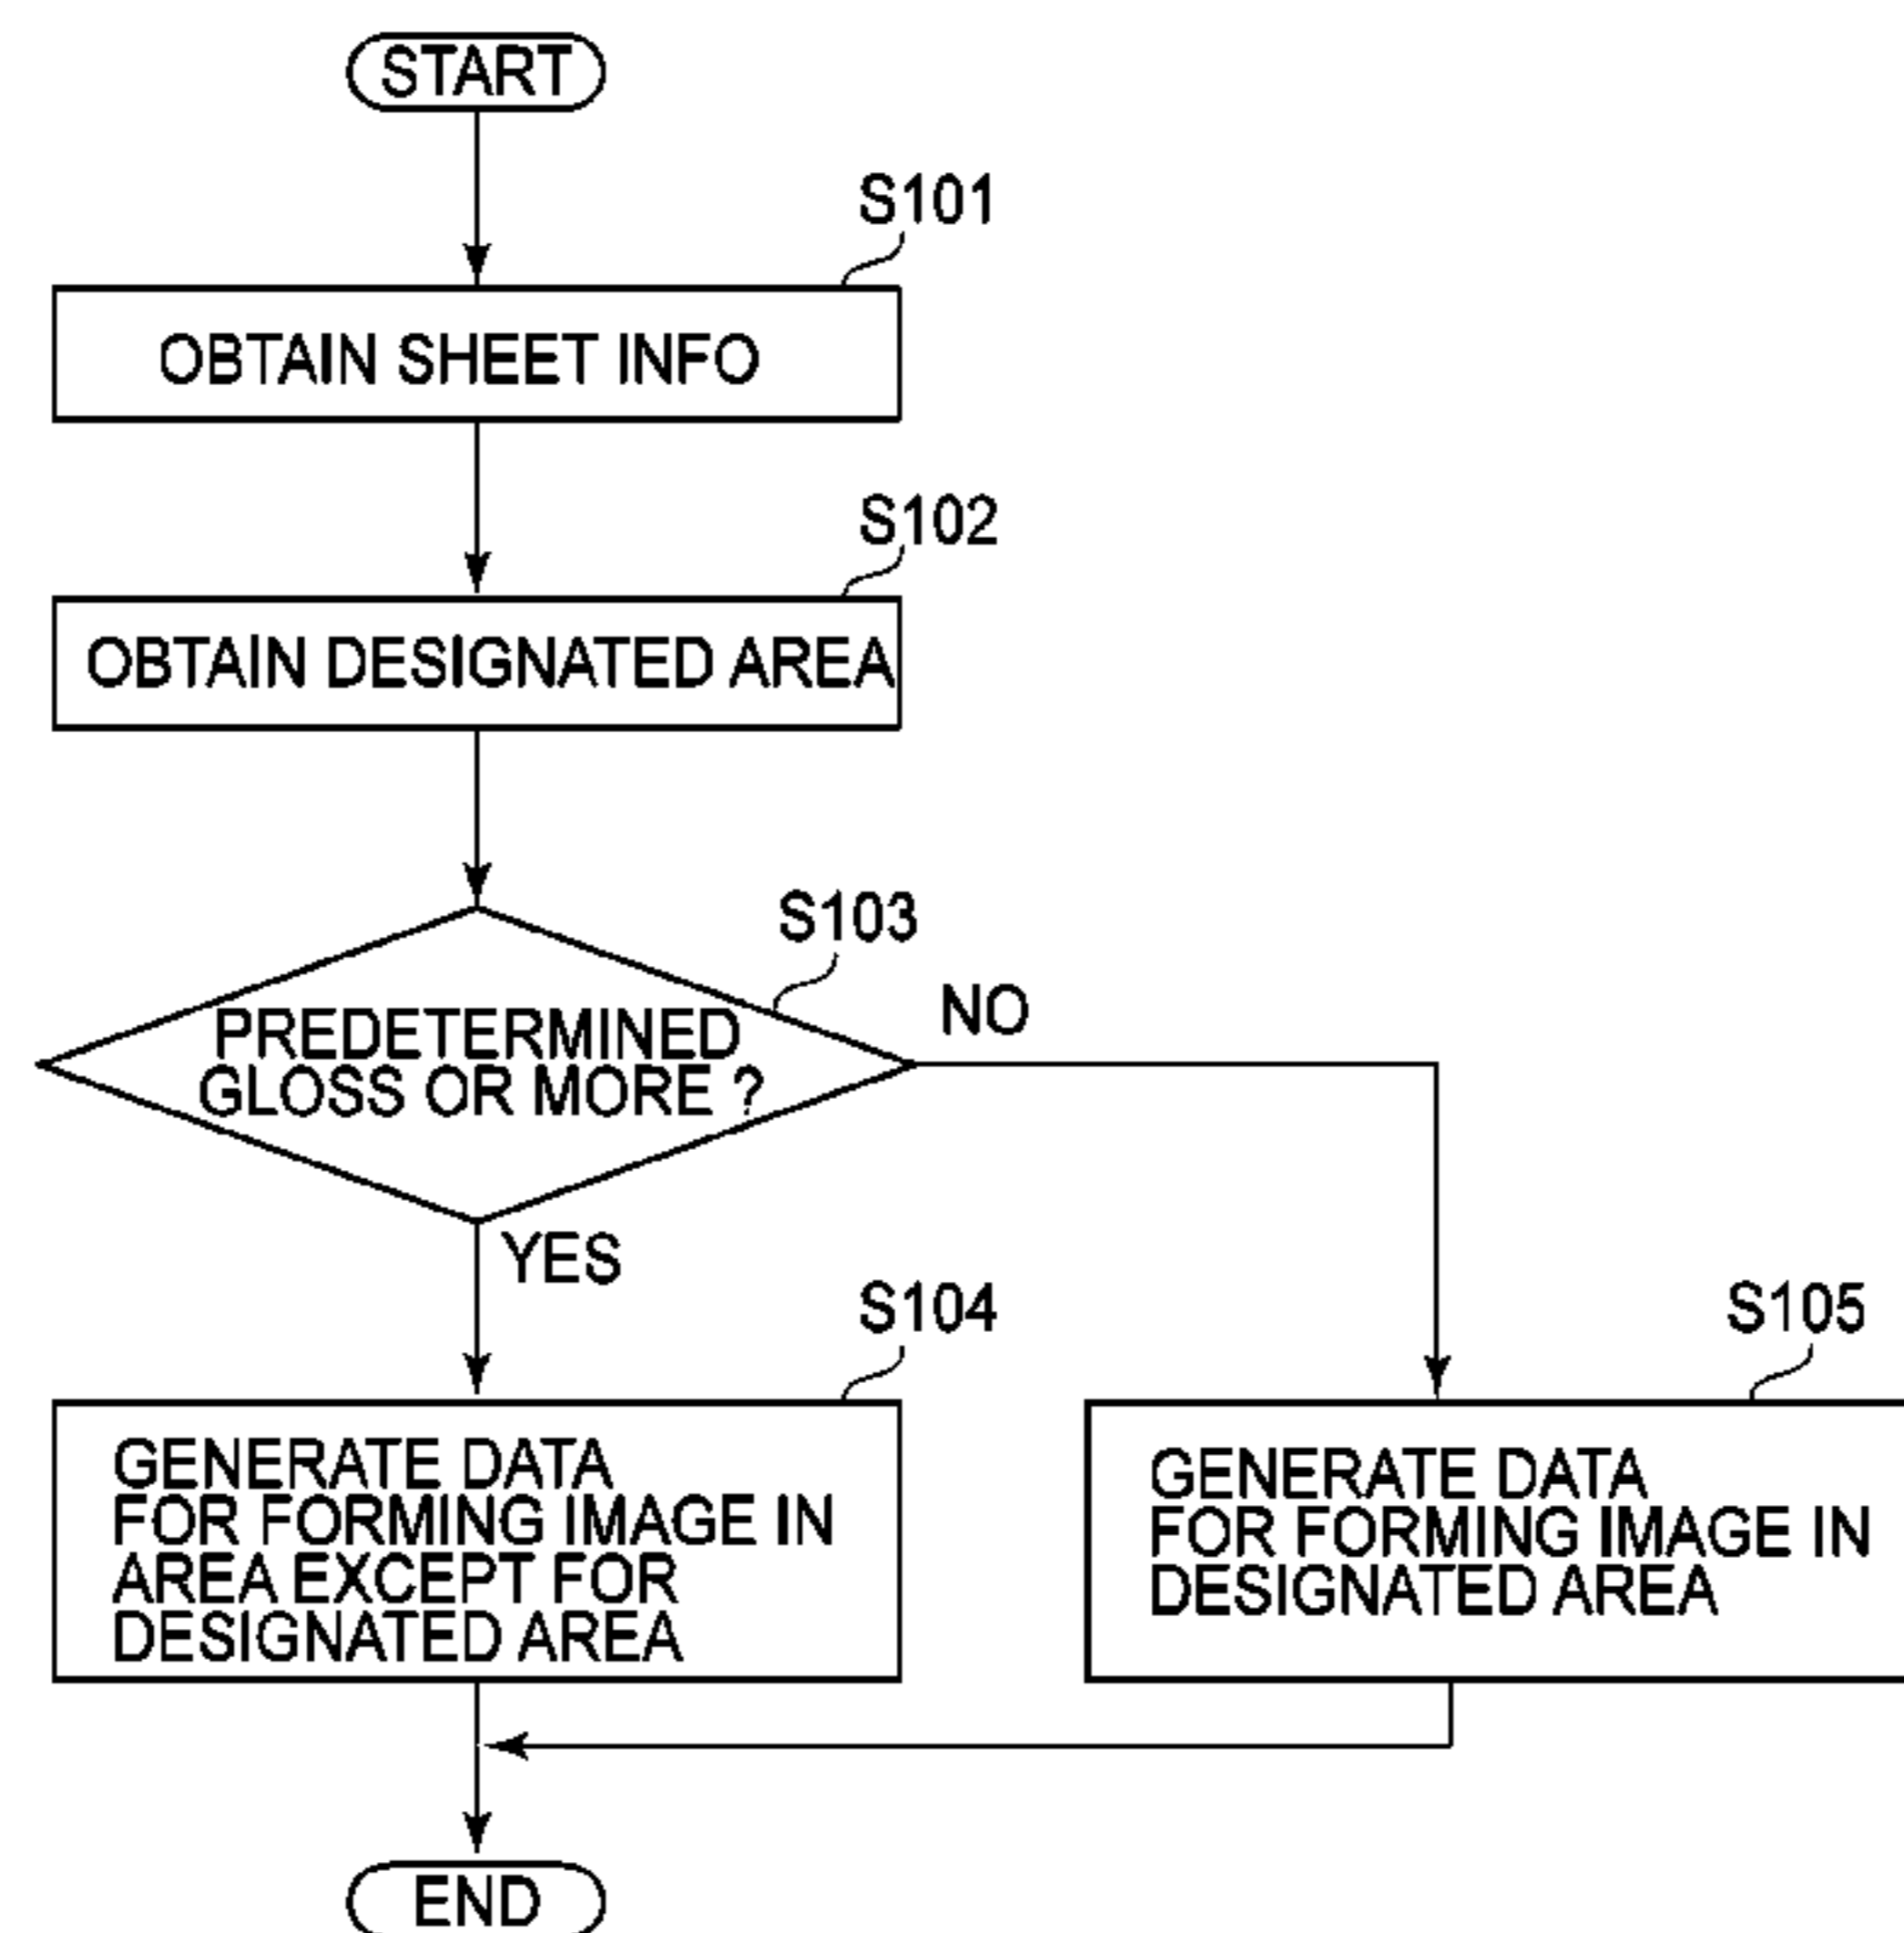 START
S101
OBTAIN SHEET INFO
S102
OBTAIN DESIGNATED AREA
S103
PREDETERMINED
GLOSS OR MORE ?
NO
YES
S104
GENERATE DATA
FOR FORMING IMAGE IN
AREA EXCEPT FOR
DESIGNATED AREA
S105
GENERATE DATA
FOR FORMING IMAGE IN
DESIGNATED AREA
END